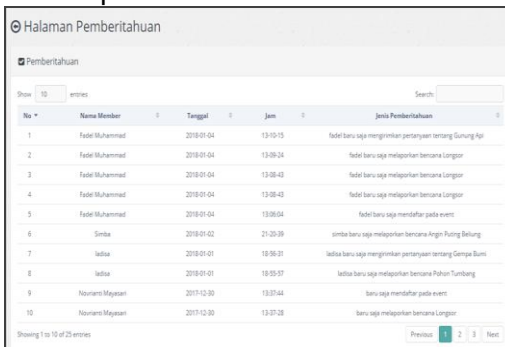 Halaman Pemberitahuan
Pemberitahuan
Show 10 entries Search:
No Nama Member Tanggal Jam Jenis Pemberitahuan
1 Fadel Muhammad 2018-01-04 13-10-15 fadel baru saja mengirimkan pertanyaan tentang Gunung Api
2 Fadel Muhammad 2018-01-04 13-09-24 fadel baru saja melaporkan bencana Longsor
3 Fadel Muhammad 2018-01-04 13-08-43 fadel baru saja melaporkan bencana Longsor
4 Fadel Muhammad 2018-01-04 13-08-43 fadel baru saja melaporkan bencana Longsor
5 Fadel Muhammad 2018-01-04 13:06:04 fadel baru saja mendaftar pada event
6 Simba 2018-01-02 21-20-39 simba baru saja melaporkan bencana Angin Puting Beliung
7 ladisa 2018-01-01 18-56-31 ladisa baru saja mengirimkan pertanyaan tentang Gempa Bumi
8 ladisa 2018-01-01 18-55-57 ladisa baru saja melaporkan bencana Pohon Tumbang
9 Novrianti Mayasari 2017-12-30 13:37:44 baru saja mendaftar pada event
10 Novrianti Mayasari 2017-12-30 13-37-28 baru saja melaporkan bencana Longsor
Showing 1 to 10 of 25 entries Previous 1 2 3 Next